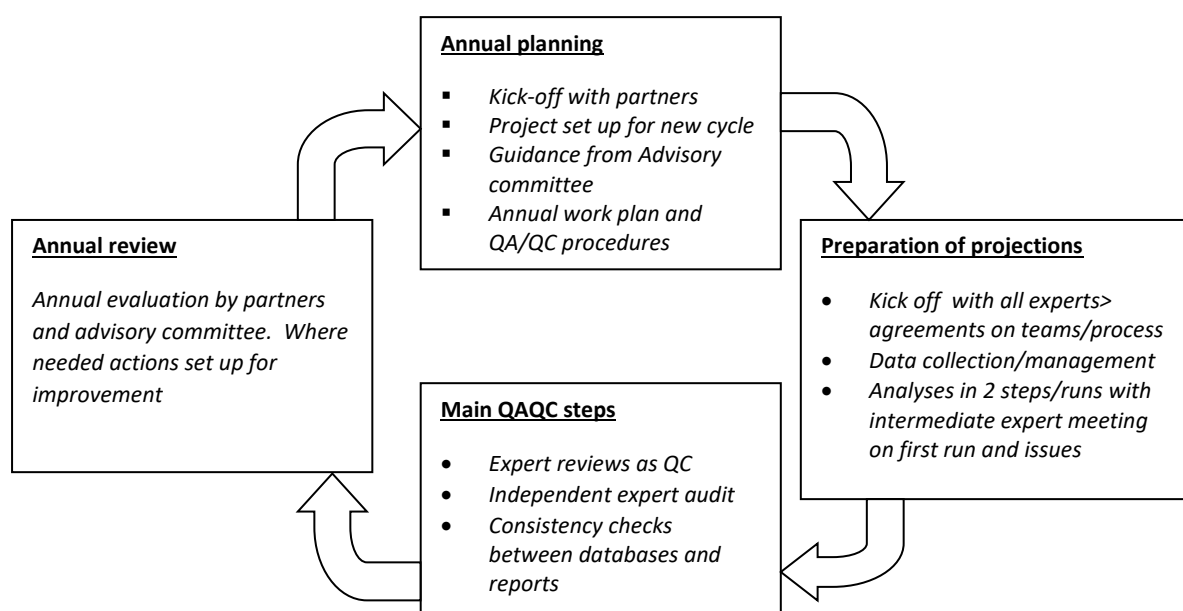 Annual planning
▪ Kick-off with partners
▪ Project set up for new cycle
▪ Guidance from Advisory
committee
▪ Annual work plan and
QA/QC procedures
Preparation of projections
● Kick off  with all experts>
agreements on teams/process
● Data collection/management
● Analyses in 2 steps/runs with
intermediate expert meeting
on first run and issues
Main QAQC steps
● Expert reviews as QC
● Independent expert audit
● Consistency checks
between databases and
reports
Annual review
Annual evaluation by partners
and advisory committee.  Where
needed actions set up for
improvement